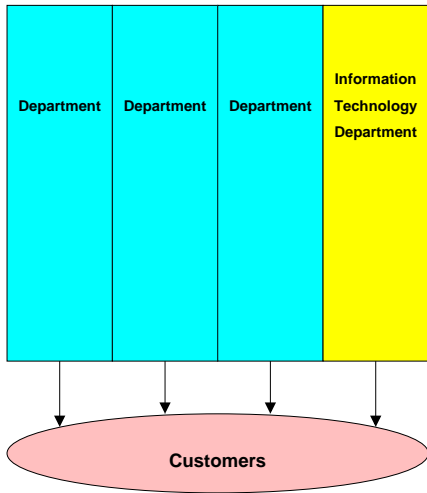 Department
Department
Department
Information
Technology
Department
Customers